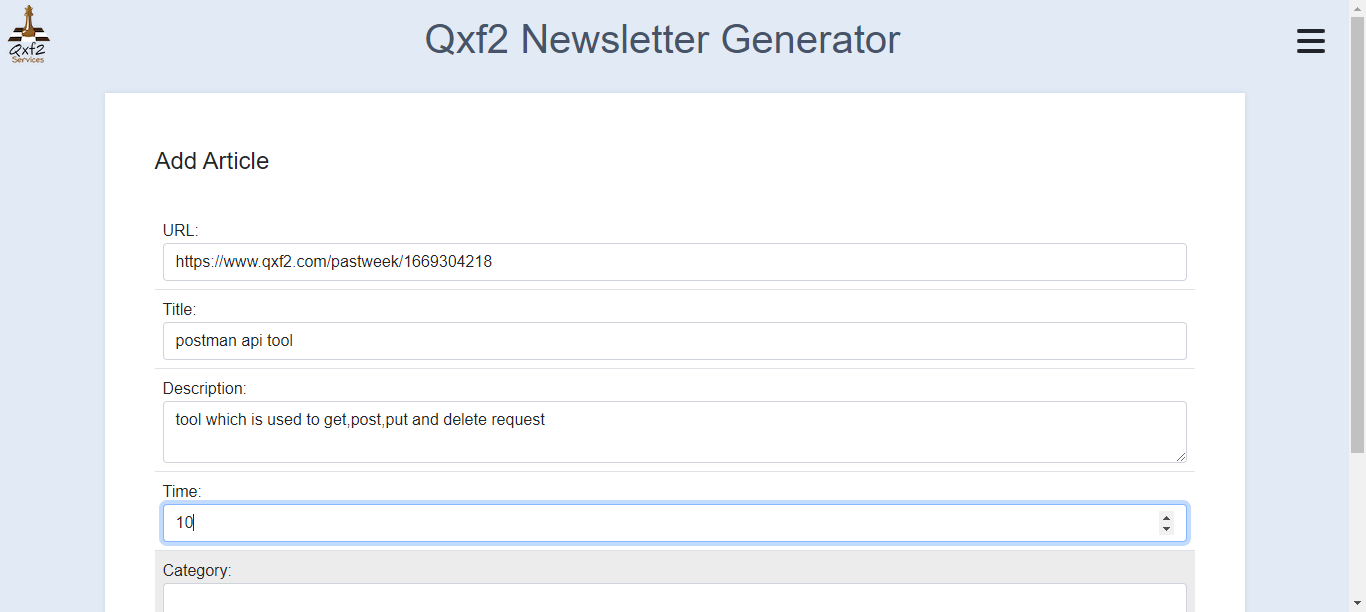 Qxf2
Services
Qxf2 Newsletter Generator
Add Article
URL:
https://www.qxf2.com/pastweek/1669304218
Title:
postman api tool
Description:
tool which is used to get,post,put and delete request
Time:
10
Category: